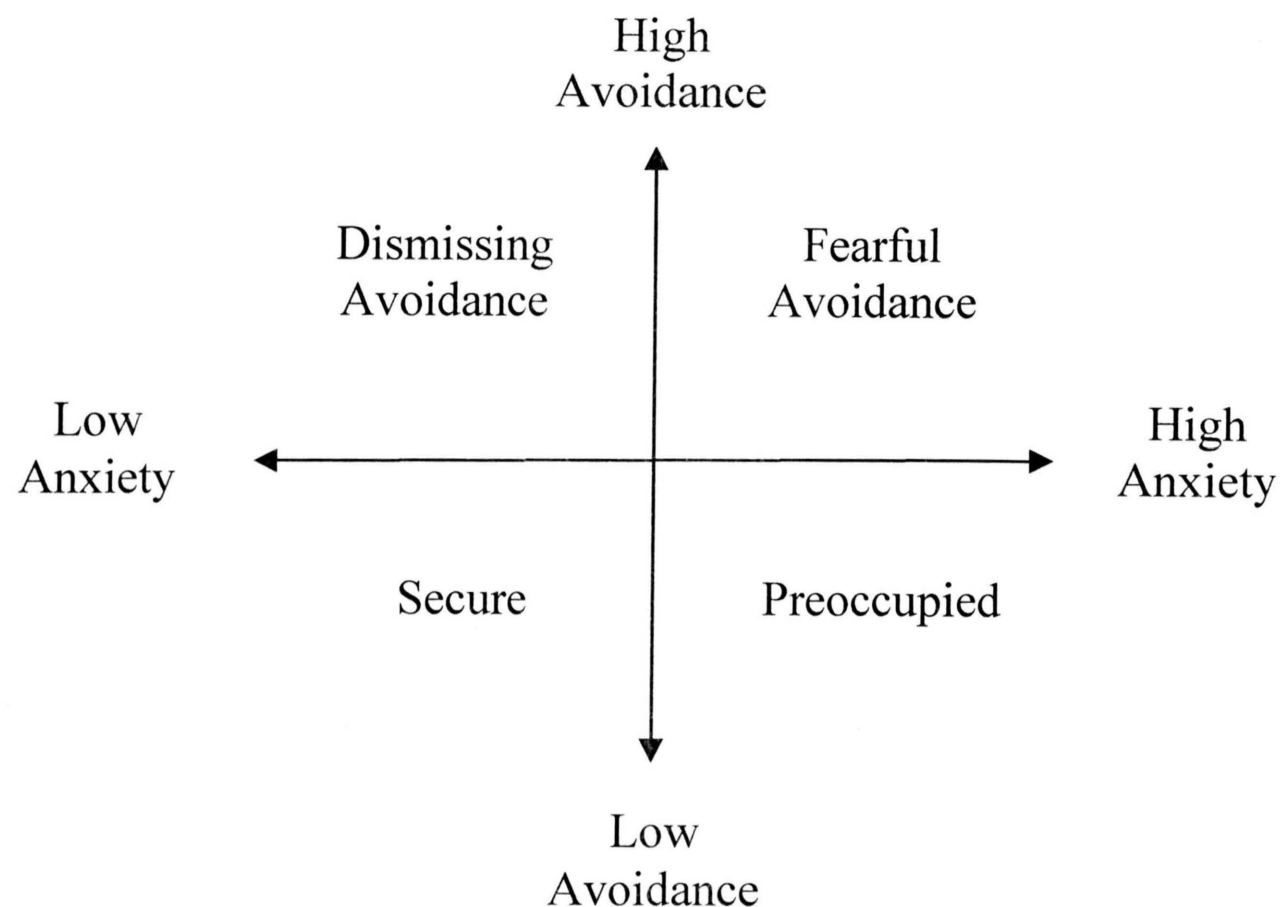 High
Avoidance
Dismissing
Avoidance
Fearful
Avoidance
Low
Anxiety
High
Anxiety
Secure
Preoccupied
Low
Avoidance